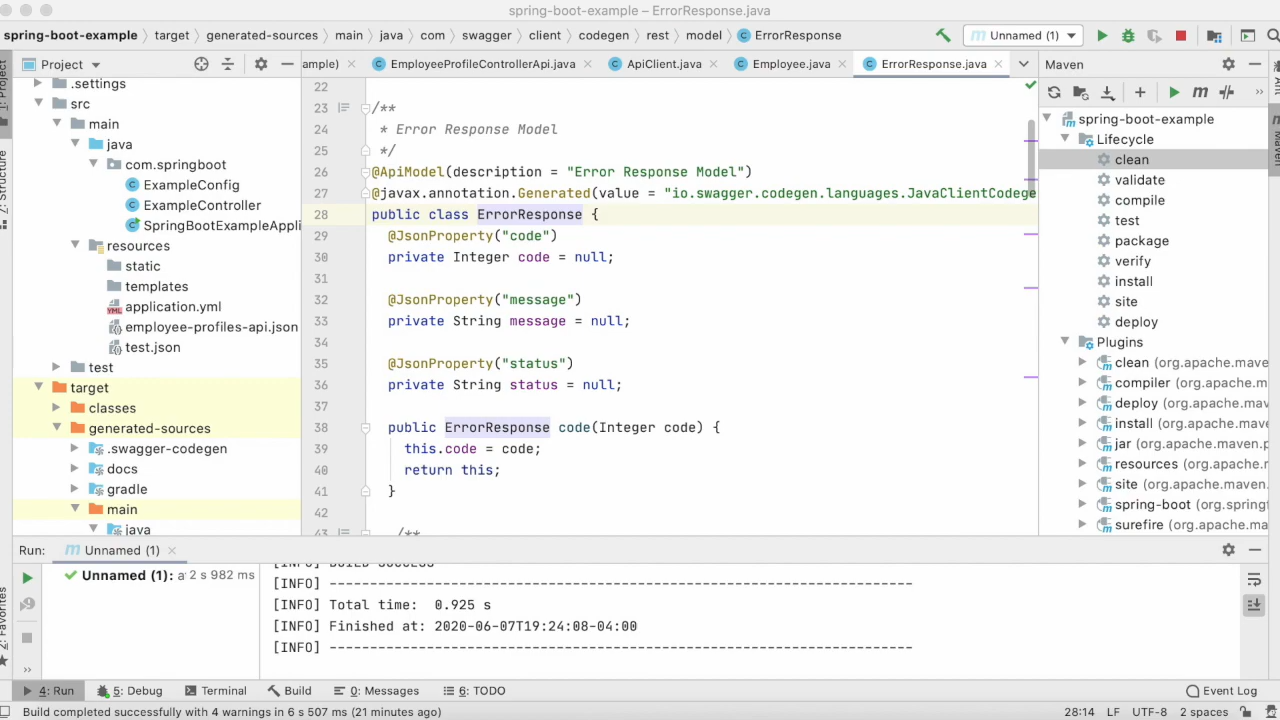 spring-boot-example – ErrorResponse.java
spring-boot-example
target
generated-sources
main
java
com
swagger
client
codegen
rest
model
ErrorResponse
Unnamed (1)
Project
ample)
EmployeeProfileControllerApi.java
ApiClient.java
Employee.java
ErrorResponse.java
Maven
1: Project
Z: Structure
2: Favorites
.settings
src
main
java
com.springboot
ExampleConfig
ExampleController
SpringBootExampleAppli
resources
static
templates
application.yml
employee-profiles-api.json
test.json
test
target
classes
generated-sources
.swagger-codegen
docs
gradle
main
java
22
23 /**
24 * Error Response Model
25 */
26 @ApiModel(description = "Error Response Model")
27 @javax.annotation.Generated(value = "io.swagger.codegen.languages.JavaClientCodege
28 public class ErrorResponse {
29 @JsonProperty("code")
30 private Integer code = null;
31
32 @JsonProperty("message")
33 private String message = null;
34
35 @JsonProperty("status")
36 private String status = null;
37
38 public ErrorResponse code(Integer code) {
39 this.code = code;
40 return this;
41 }
42
43 /**
spring-boot-example
Lifecycle
clean
validate
compile
test
package
verify
install
site
deploy
Plugins
clean (org.apache.maven
compiler (org.apache.m
deploy (org.apache.mav
install (org.apache.mav
jar (org.apache.maven.p
resources (org.apache.
site (org.apache.maven.
spring-boot (org.springf
surefire (org.apache.ma
Run:
Unnamed (1)
Unnamed (1): a 2 s 982 ms
[INFO] BUILD SUCCESS
[INFO] ------------------------------------------------------------------------
[INFO] Total time:  0.925 s
[INFO] Finished at: 2020-06-07T19:24:08-04:00
[INFO] ------------------------------------------------------------------------
4: Run
5: Debug
Terminal
Build
0: Messages
6: TODO
Event Log
Build completed successfully with 4 warnings in 6 s 507 ms (21 minutes ago)
28:14 LF UTF-8 2 spaces